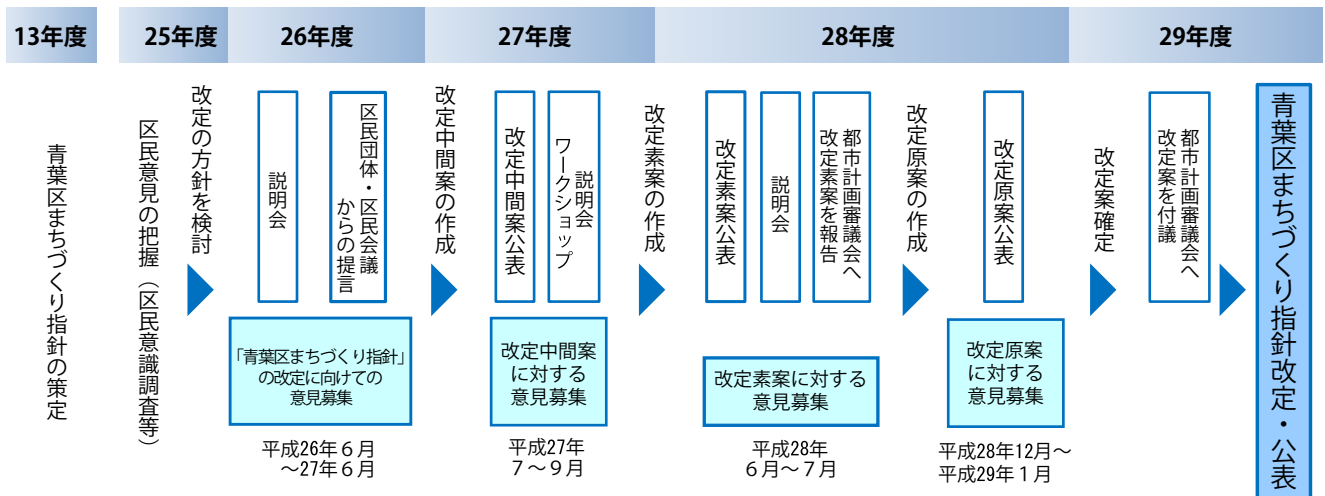 13年度
25年度
26年度
27年度
28年度
29年度
青葉区まちづくり指針の策定
区民意見の把握（区民意識調査等）
改定の方針を検討
説明会
区民団体・区民会議
からの提言
「青葉区まちづくり指針」
の改定に向けての
意見募集
平成26年６月
～27年６月
改定中間案の作成
改定中間案公表
説明会
ワークショップ
改定中間案
に対する
意見募集
平成27年
７～９月
改定素案の作成
改定素案公表
説明会
都市計画審議会へ
改定素案を報告
改定素案に対する
意見募集
平成28年
６月～７月
改定原案の作成
改定原案公表
改定原案
に対する
意見募集
平成28年12月～
平成29年１月
改定案確定
都市計画審議会へ
改定案を付議
青葉区まちづくり指針改定・公表